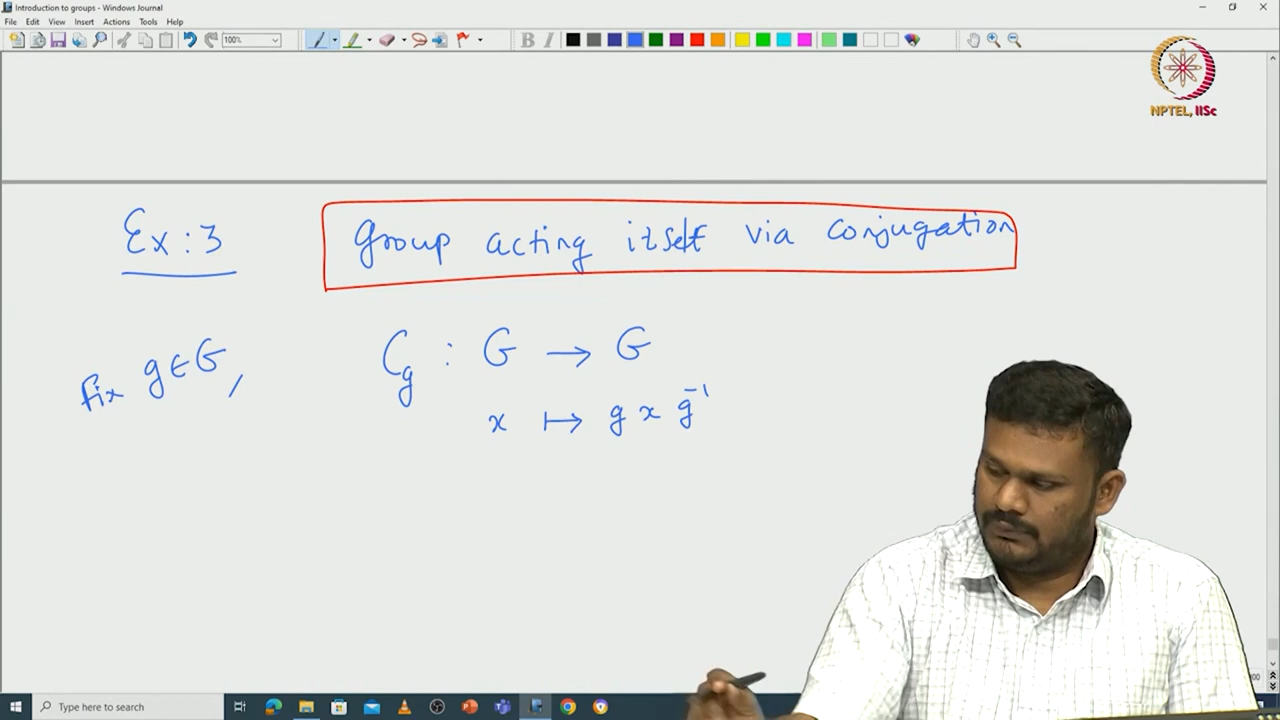 Introduction to groups - Windows Journal
File Edit View Insert Actions Tools Help
100%
B I
NPTEL, IISc
Ex : 3 Group acting itself via conjugation
fix g ∈ G, C_g : G → G
x ↦ g x g⁻¹
Type here to search